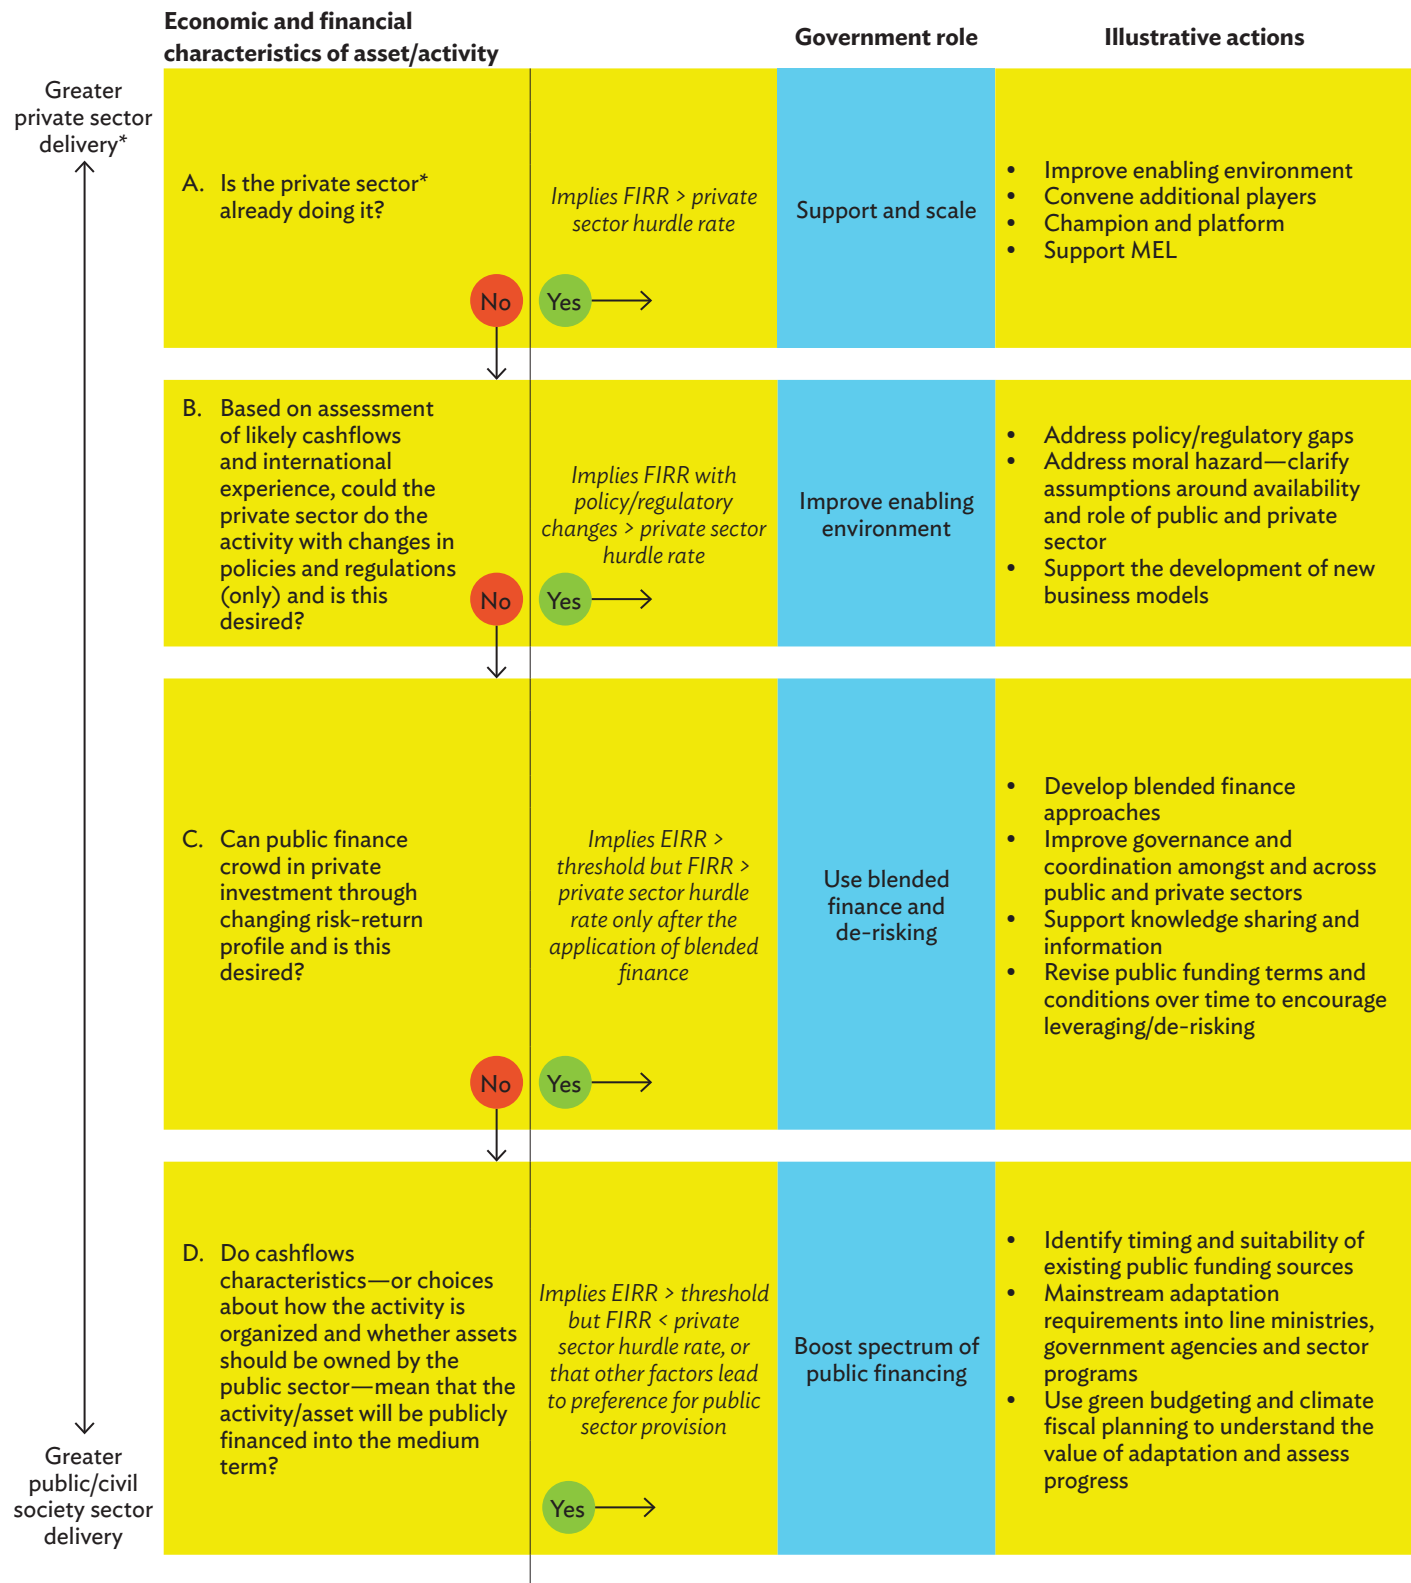 Economic and financial
characteristics of asset/activity
Government role
Illustrative actions
Greater
private sector
delivery*
A. Is the private sector*
already doing it?
Implies FIRR > private
sector hurdle rate
No
Yes
Support and scale
• Improve enabling environment
• Convene additional players
• Champion and platform
• Support MEL
B. Based on assessment
of likely cashflows
and international
experience, could the
private sector do the
activity with changes in
policies and regulations
(only) and is this
desired?
Implies FIRR with
policy/regulatory
changes > private sector
hurdle rate
No
Yes
Improve enabling
environment
• Address policy/regulatory gaps
• Address moral hazard—clarify
assumptions around availability
and role of public and private
sector
• Support the development of new
business models
C. Can public finance
crowd in private
investment through
changing risk-return
profile and is this
desired?
Implies EIRR >
threshold but FIRR >
private sector hurdle
rate only after the
application of blended
finance
No
Yes
Use blended
finance and
de-risking
• Develop blended finance
approaches
• Improve governance and
coordination amongst and across
public and private sectors
• Support knowledge sharing and
information
• Revise public funding terms and
conditions over time to encourage
leveraging/de-risking
D. Do cashflows
characteristics—or choices
about how the activity is
organized and whether assets
should be owned by the
public sector—mean that the
activity/asset will be publicly
financed into the medium
term?
Implies EIRR > threshold
but FIRR < private
sector hurdle rate, or
that other factors lead
to preference for public
sector provision
Yes
Boost spectrum of
public financing
• Identify timing and suitability of
existing public funding sources
• Mainstream adaptation
requirements into line ministries,
government agencies and sector
programs
• Use green budgeting and climate
fiscal planning to understand the
value of adaptation and assess
progress
Greater
public/civil
society sector
delivery